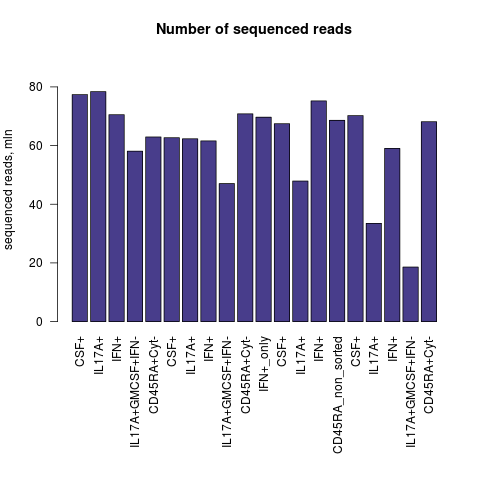 Number of sequenced reads
sequenced reads, mln
80
60
40
20
0
CSF+
IL17A+
IFN+
IL17A+GMCSF+IFN-
CD45RA+Cyt-
CSF+
IL17A+
IFN+
IL17A+GMCSF+IFN-
CD45RA+Cyt-
IFN+_only
CSF+
IL17A+
IFN+
CD45RA_non_sorted
CSF+
IL17A+
IFN+
IL17A+GMCSF+IFN-
CD45RA+Cyt-